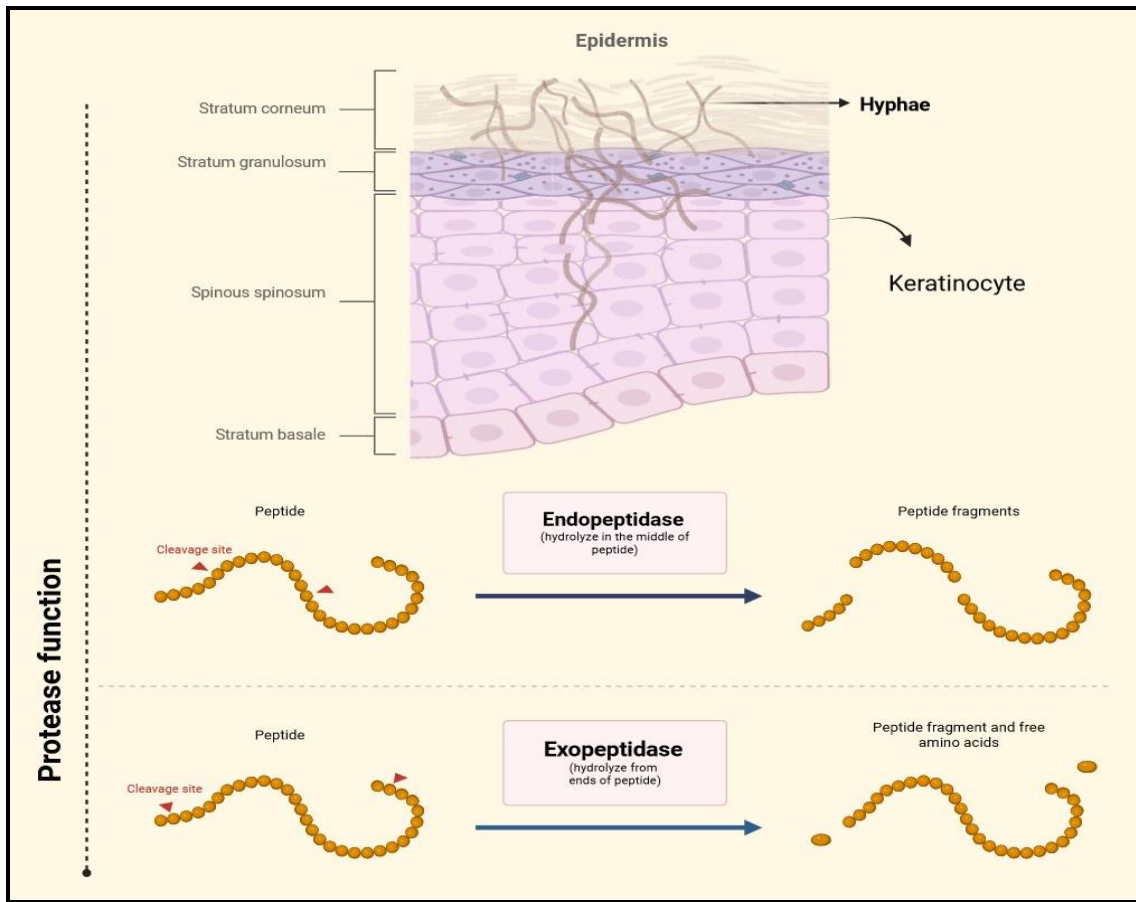 Epidermis
Stratum corneum
Hyphae
Stratum granulosum
Spinous spinosum
Keratinocyte
Stratum basale
Protease function
Peptide
Cleavage site
Endopeptidase
(hydrolyze in the middle of
peptide)
Peptide fragments
Peptide
Cleavage site
Exopeptidase
(hydrolyze from
ends of peptide)
Peptide fragment and free
amino acids